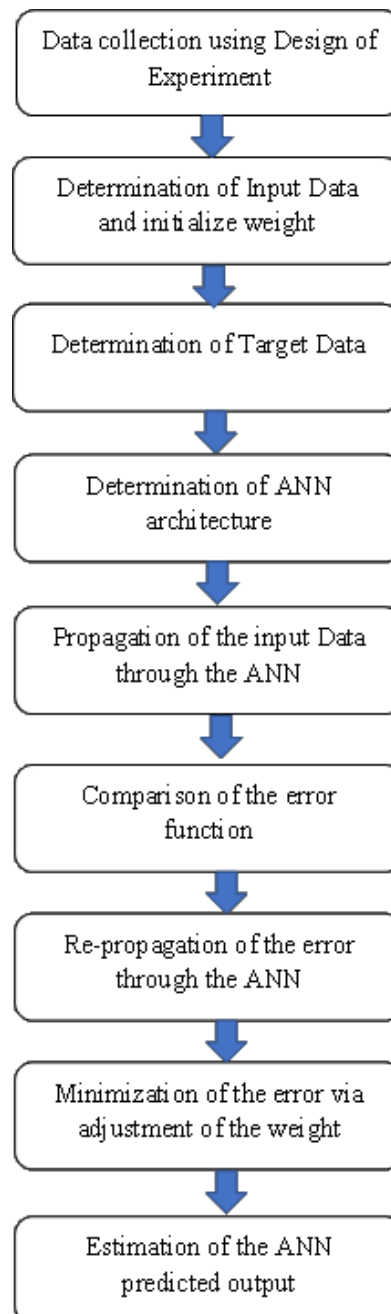 Data collection using Design of
Experiment
Determination of Input Data
and initialize weight
Determination of Target Data
Determination of ANN
architecture
Propagation of the input Data
through the ANN
Comparison of the error
function
Re-propagation of the error
through the ANN
Minimization of the error via
adjustment of the weight
Estimation of the ANN
predicted output